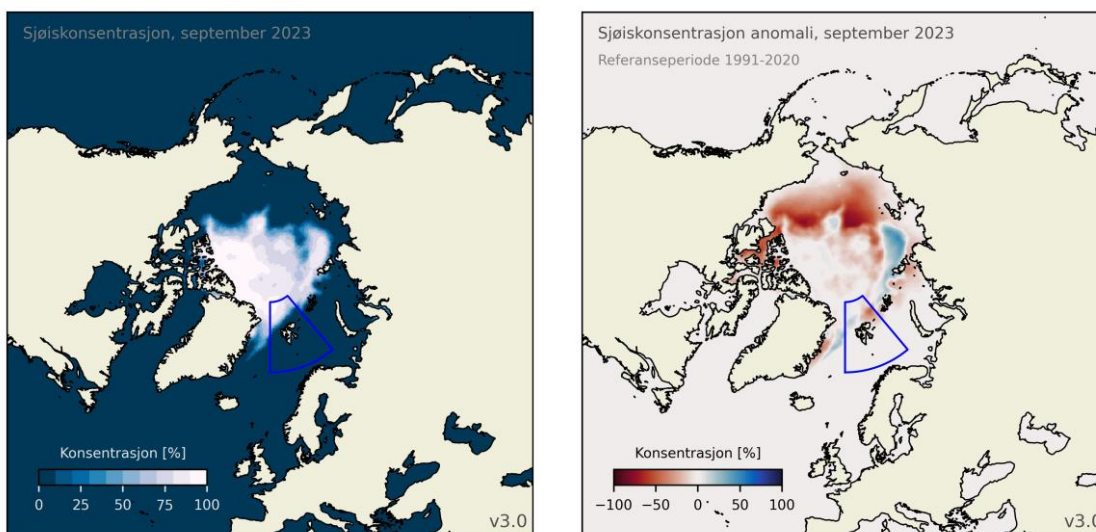 Sjøiskonsentrasjon, september 2023
Konsentrasjon [%]
0 25 50 75 100
v3.0
Sjøiskonsentrasjon anomali, september 2023
Referanseperiode 1991-2020
Konsentrasjon [%]
−100 −50 0 50 100
v3.0